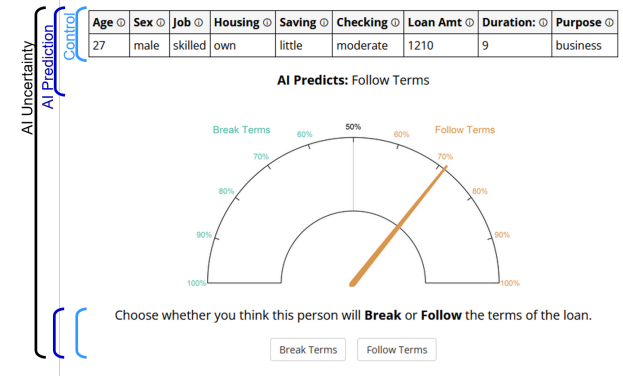 AI Uncertainty
AI Prediction
Control
Age ⓘ Sex ⓘ Job ⓘ Housing ⓘ Saving ⓘ Checking ⓘ Loan Amt ⓘ Duration: ⓘ Purpose ⓘ
27 male skilled own little moderate 1210 9 business
AI Predicts: Follow Terms
Break Terms 50% Follow Terms
60% 60%
70% 70%
80% 80%
90% 90%
100% 100%
Choose whether you think this person will Break or Follow the terms of the loan.
Break Terms Follow Terms